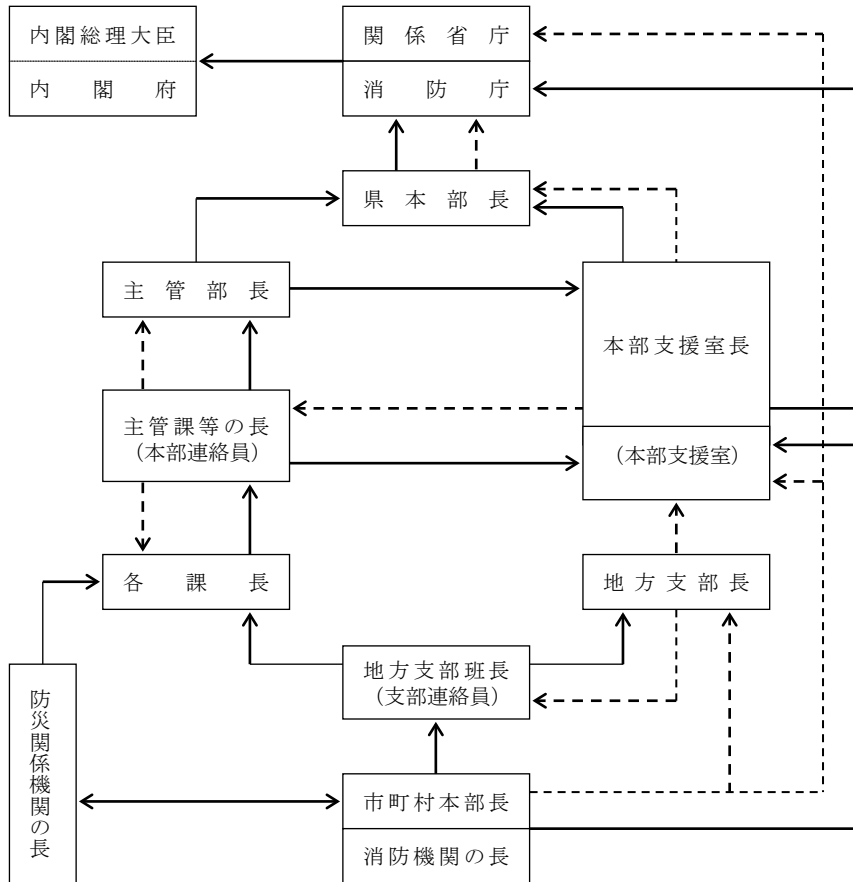 内閣総理大臣
内閣府
関係省庁
消防庁
県本部長
主管部長
本部支援室長
主管課等の長
（本部連絡員）
（本部支援室）
各課長
地方支部長
地方支部班長
（支部連絡員）
防災関係機関の長
市町村本部長
消防機関の長